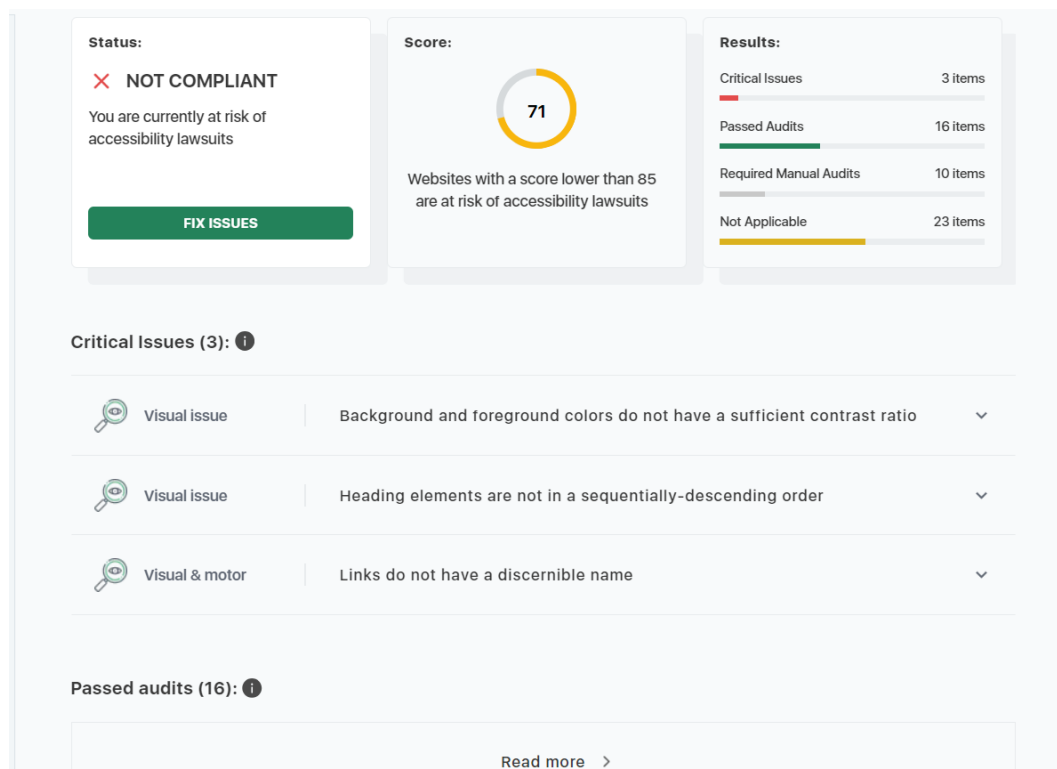 Status:
NOT COMPLIANT
You are currently at risk of
accessibility lawsuits
FIX ISSUES
Score:
71
Websites with a score lower than 85
are at risk of accessibility lawsuits
Results:
Critical Issues 3 items
Passed Audits 16 items
Required Manual Audits 10 items
Not Applicable 23 items
Critical Issues (3):
Visual issue Background and foreground colors do not have a sufficient contrast ratio
Visual issue Heading elements are not in a sequentially-descending order
Visual & motor Links do not have a discernible name
Passed audits (16):
Read more